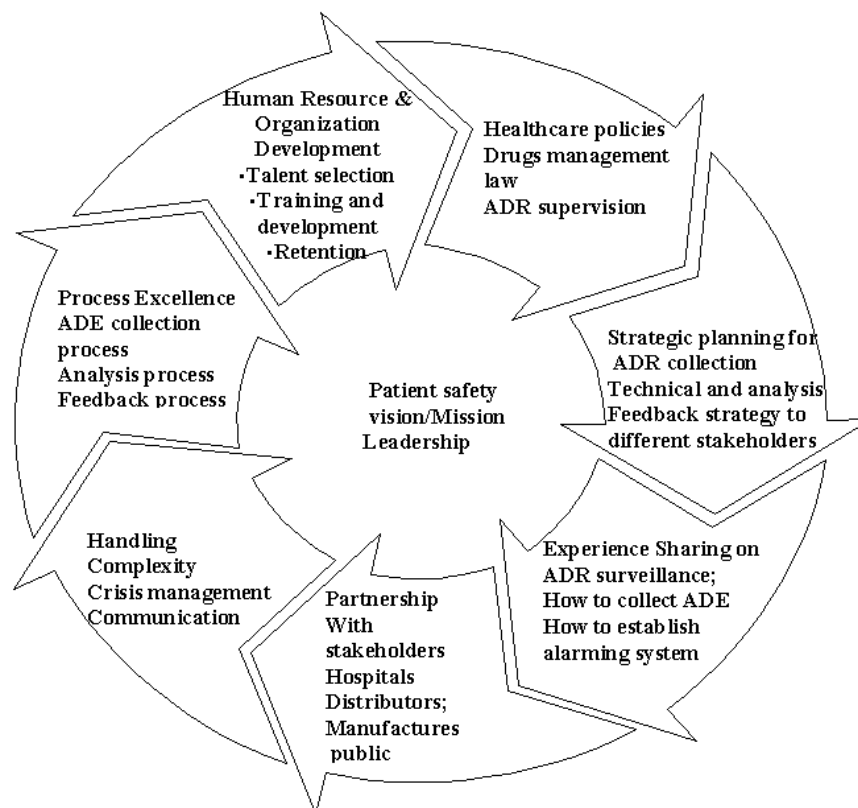 Human Resource &
Organization
Development
·Talent selection
·Training and
development
·Retention
Healthcare policies
Drugs management
law
ADR supervision
Strategic planning for
ADR collection
Technical and analysis
Feedback strategy to
different stakeholders
Experience Sharing on
ADR surveillance;
How to collect ADE
How to establish
alarming system
Partnership
With
stakeholders
Hospitals
Distributors;
Manufactures
public
Handling
Complexity
Crisis management
Communication
Process Excellence
ADE collection
process
Analysis process
Feedback process
Patient safety
vision/Mission
Leadership